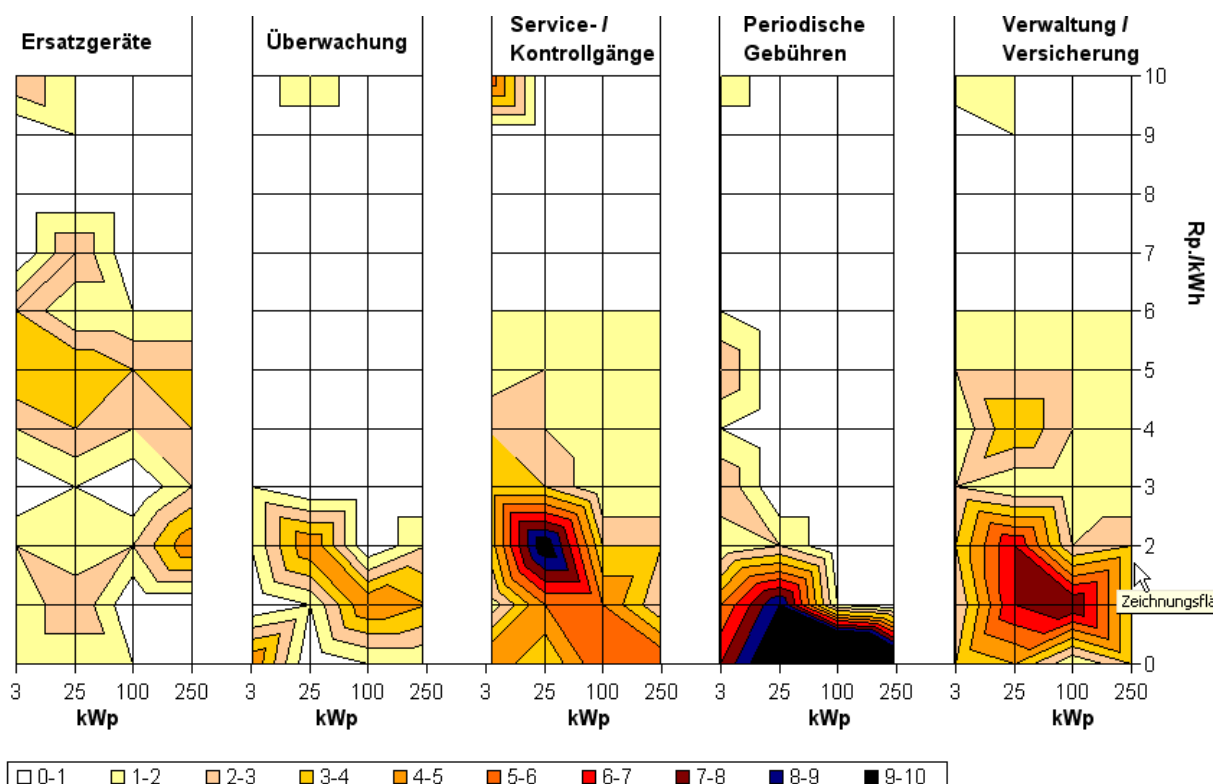 Ersatzgeräte
Überwachung
Service- /
Kontrollgänge
Periodische
Gebühren
Verwaltung /
Versicherung
10
9
8
7
6
5
4
3
2
1
0
Rp./kWh
Zeichnungsflä
3 25 100 250
kWp
3 25 100 250
kWp
3 25 100 250
kWp
3 25 100 250
kWp
3 25 100 250
kWp
0-1 1-2 2-3 3-4 4-5 5-6 6-7 7-8 8-9 9-10